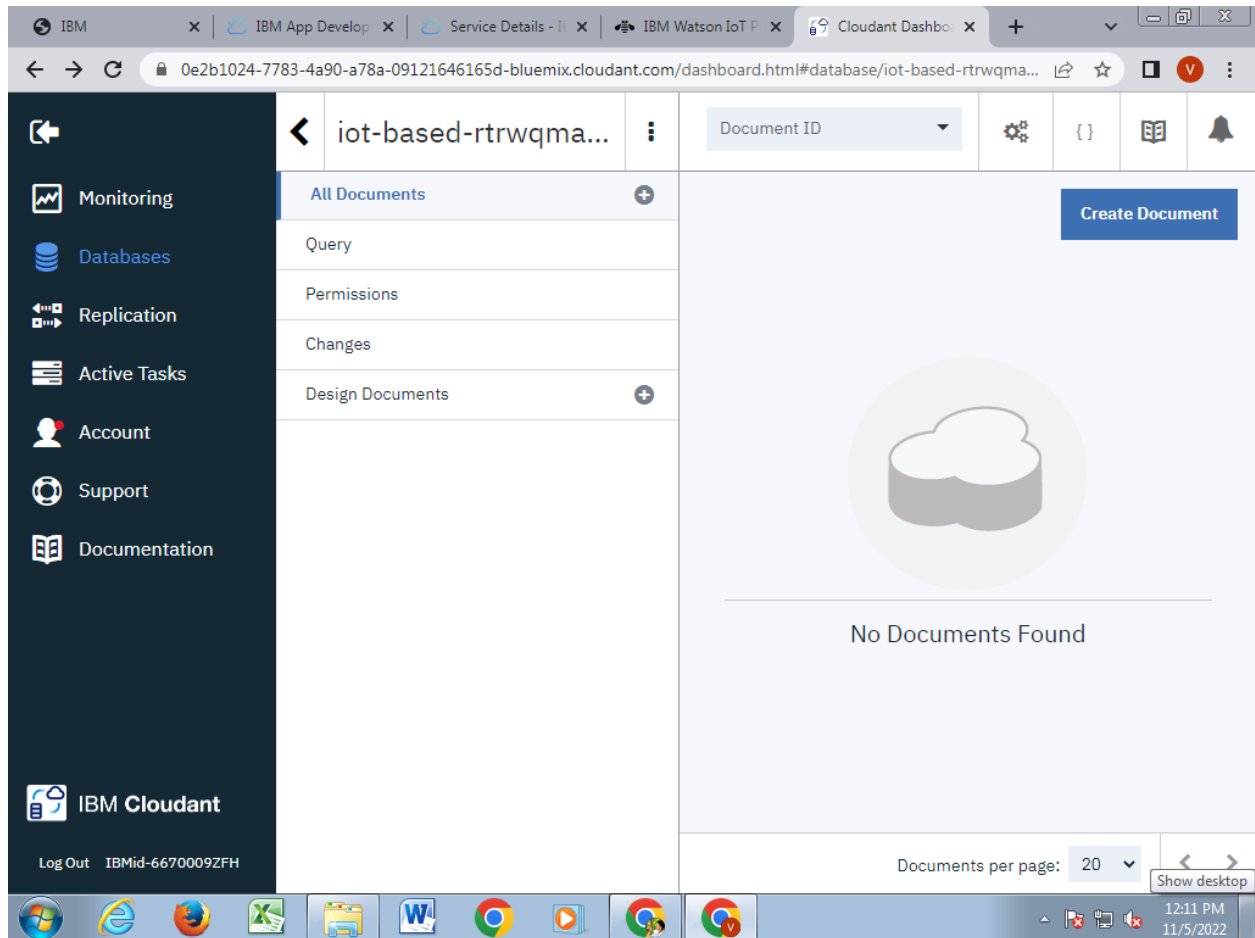 IBM
IBM App Develop
Service Details - I
IBM Watson IoT P
Cloudant Dashbo
0e2b1024-7783-4a90-a78a-09121646165d-bluemix.cloudant.com/dashboard.html#database/iot-based-rtrwqma...
V
iot-based-rtrwqma...
Document ID
{ }
Monitoring
Databases
Replication
Active Tasks
Account
Support
Documentation
All Documents
Query
Permissions
Changes
Design Documents
Create Document
No Documents Found
IBM Cloudant
Log Out IBMid-6670009ZFH
Documents per page: 20
Show desktop
12:11 PM
11/5/2022